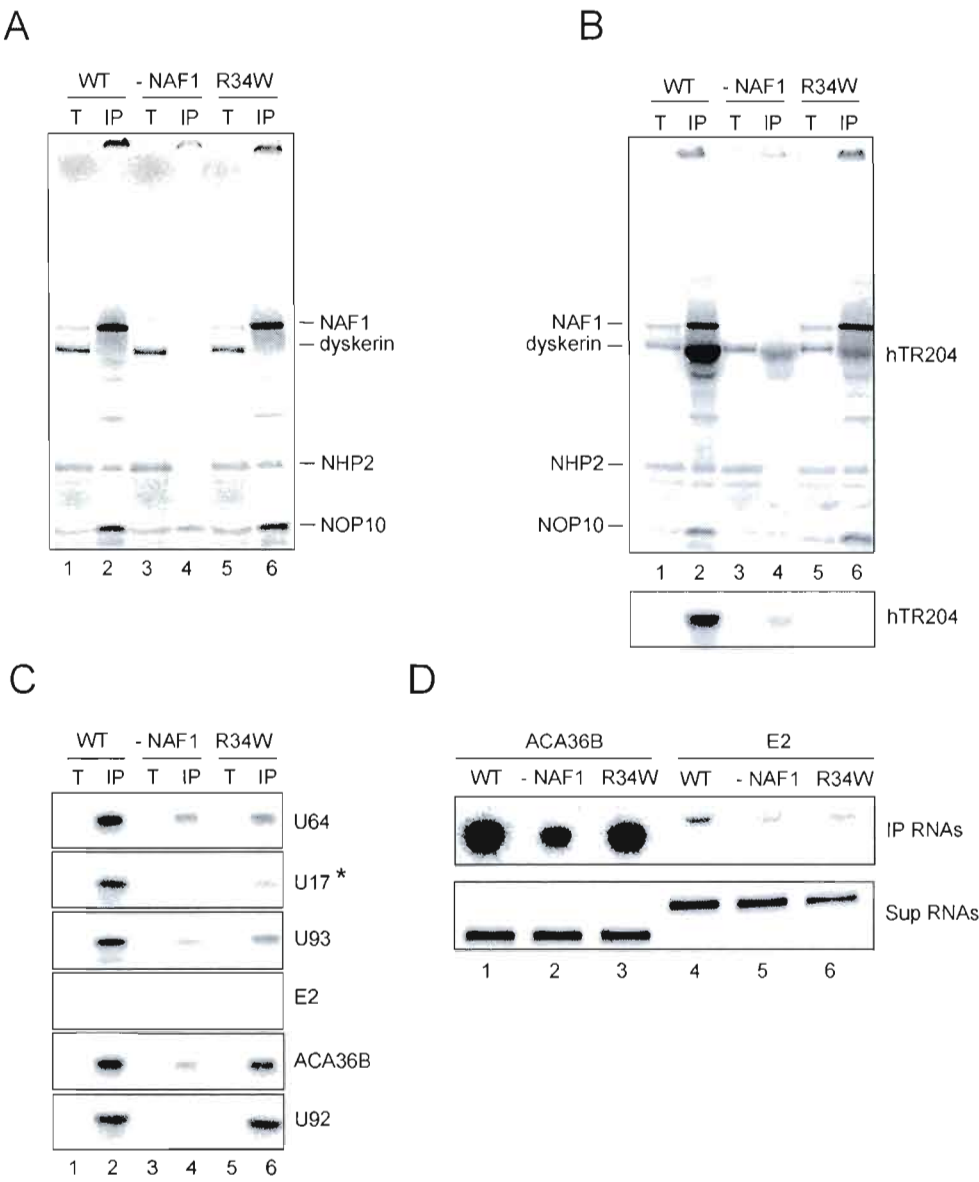 A
WT - NAF1 R34W
T IP T IP T IP
NAF1
dyskerin
NHP2
NOP10
1 2 3 4 5 6
B
WT - NAF1 R34W
T IP T IP T IP
NAF1
dyskerin
hTR204
NHP2
NOP10
1 2 3 4 5 6
hTR204
C
WT - NAF1 R34W
T IP T IP T IP
U64
U17 *
U93
E2
ACA36B
U92
1 2 3 4 5 6
D
ACA36B E2
WT - NAF1 R34W WT - NAF1 R34W
IP RNAs
Sup RNAs
1 2 3 4 5 6